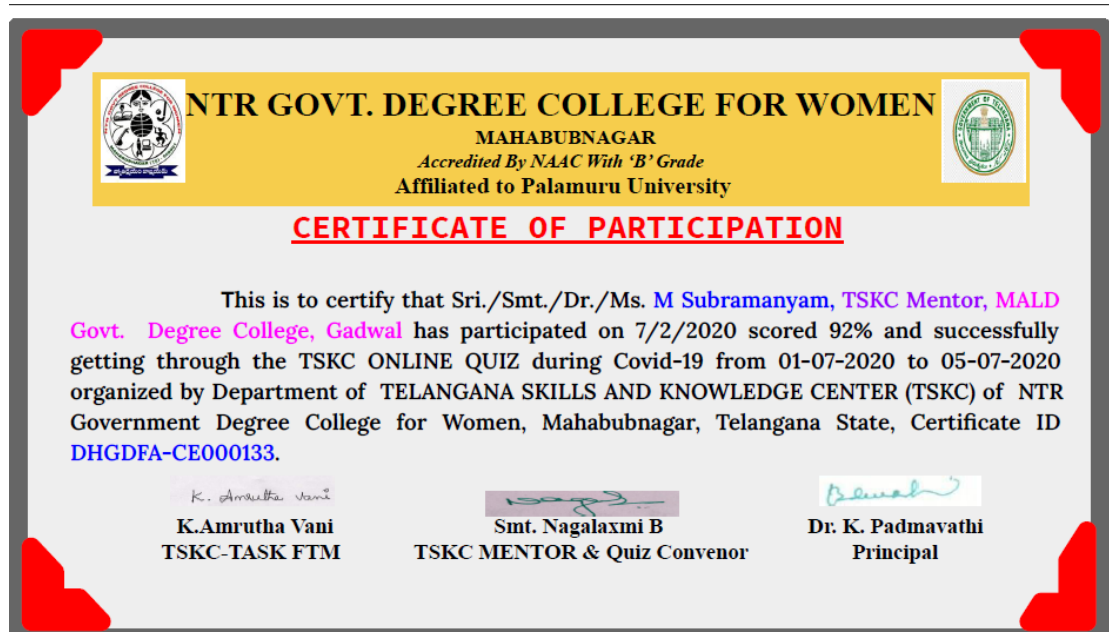 NTR GOVT. DEGREE COLLEGE FOR WOMEN
MAHABUBNAGAR
Accredited By NAAC With ‘B’ Grade
Affiliated to Palamuru University
CERTIFICATE OF PARTICIPATION
This is to certify that Sri./Smt./Dr./Ms. M Subramanyam, TSKC Mentor, MALD
Govt. Degree College, Gadwal has participated on 7/2/2020 scored 92% and successfully
getting through the TSKC ONLINE QUIZ during Covid-19 from 01-07-2020 to 05-07-2020
organized by Department of TELANGANA SKILLS AND KNOWLEDGE CENTER (TSKC) of NTR
Government Degree College for Women, Mahabubnagar, Telangana State, Certificate ID
DHGDFA-CE000133.
K. Amrutha Vani
K.Amrutha Vani
TSKC-TASK FTM
Smt. Nagalaxmi B
TSKC MENTOR & Quiz Convenor
Dr. K. Padmavathi
Principal